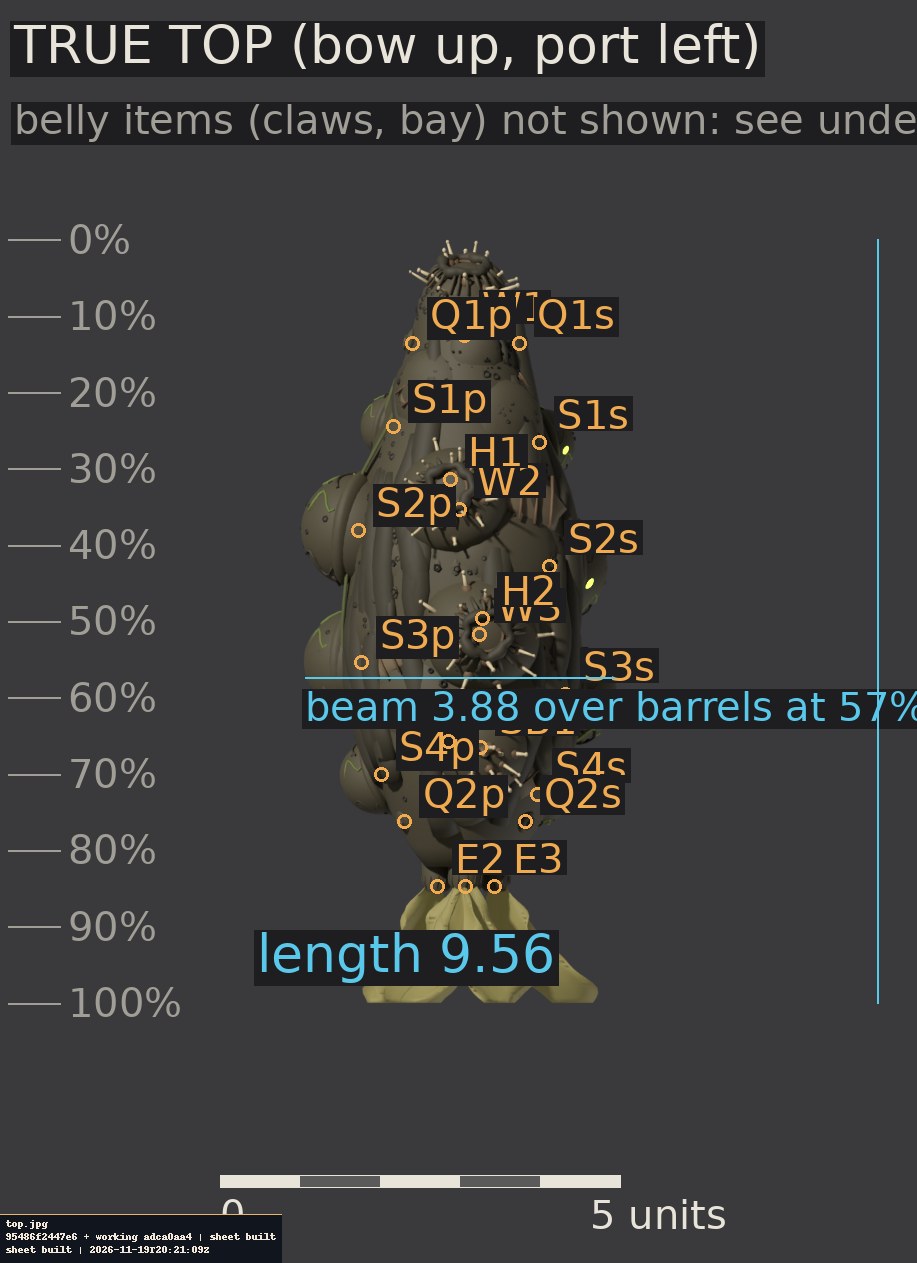 TRUE TOP (bow up, port left)
belly items (claws, bay) not shown: see unde
0%
10%
Q1p
Q1s
20%
S1p
S1s
30%
H1
W2
S2p
40%
S2s
50%
H2
S3p
S3s
60%
beam 3.88 over barrels at 57%
70%
S4p
S4s
Q2p
Q2s
80%
E2
E3
90%
length 9.56
100%
0
5 units
top.jpg
95486f2447e6 + working adca0aa4 | sheet built
sheet built | 2026-11-19T20:21:09z